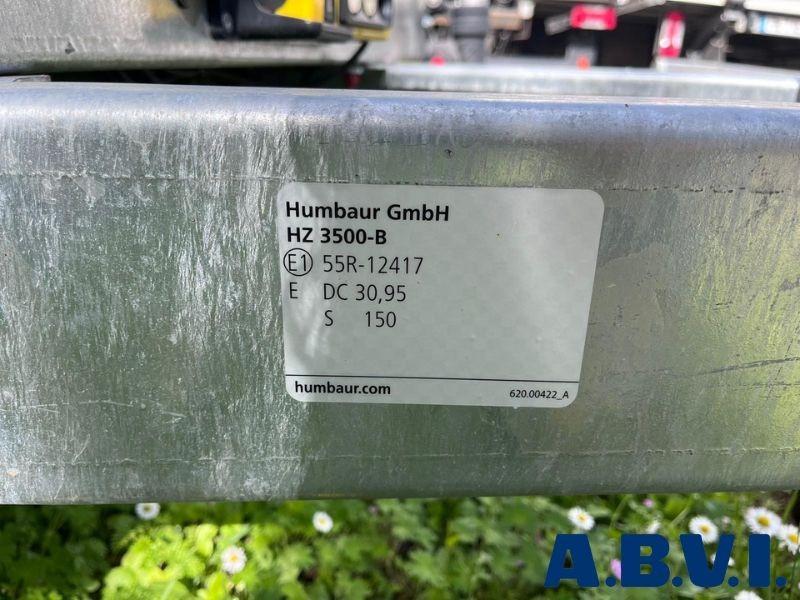 Humbaur GmbH
HZ 3500-B
E1 55R-12417
E DC 30,95
S 150
humbaur.com 620.00422_A
A.B.V.I.